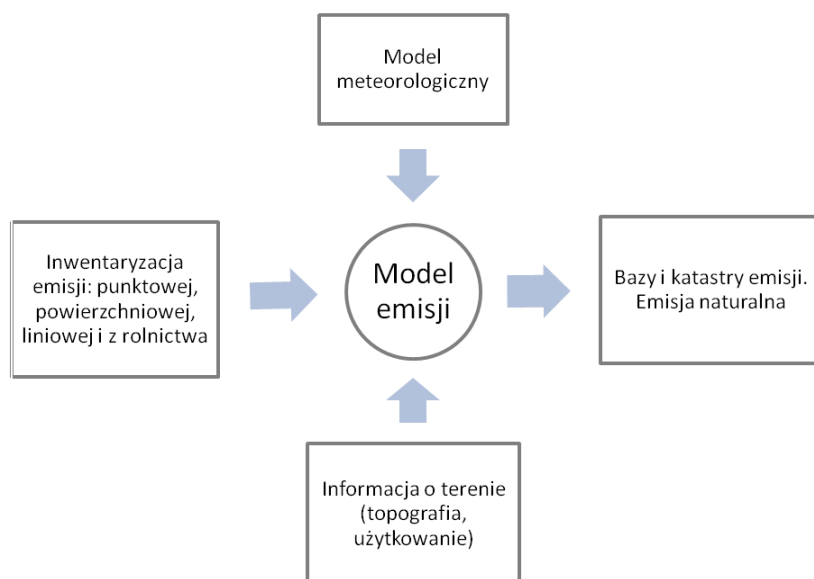 Model
meteorologiczny
Inwentaryzacja
emisji: punktowej,
powierzchniowej,
liniowej i z rolnictwa
Model
emisji
Bazy i katastry emisji.
Emisja naturalna
Informacja o terenie
(topografia,
użytkowanie)